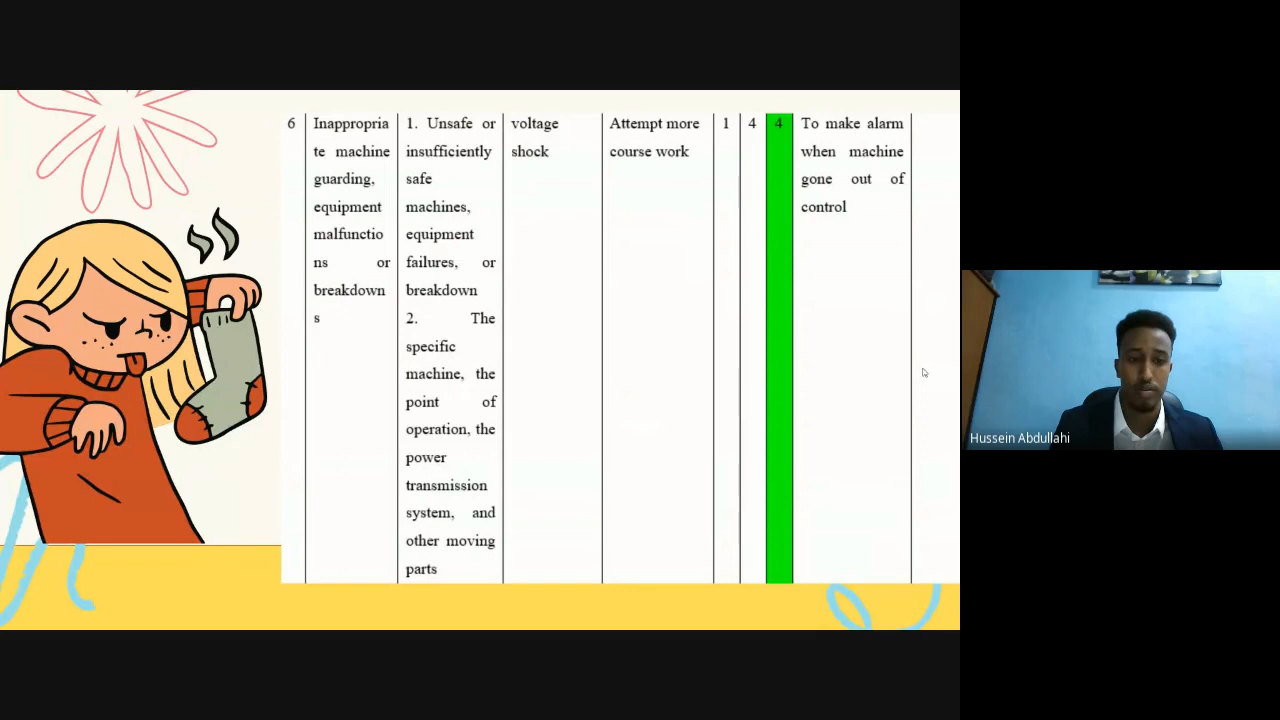 6
Inappropria
te machine
guarding,
equipment
malfunctio
ns or
breakdown
s
1. Unsafe or
insufficiently
safe
machines,
equipment
failures, or
breakdown
2. The
specific
machine, the
point of
operation, the
power
transmission
system, and
other moving
parts
voltage
shock
Attempt more
course work
1
4
4
To make alarm
when machine
gone out of
control
Hussein Abdullahi